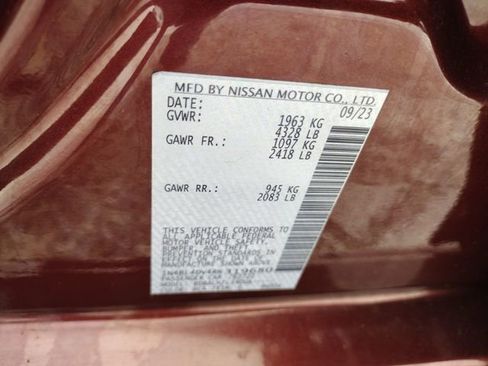 MFD BY NISSAN MOTOR CO., LTD.
DATE: 09/23
GVWR: 1963 KG
4328 LB
GAWR FR.: 1097 KG
2418 LB
GAWR RR.: 945 KG
2083 LB
THIS VEHICLE CONFORMS TO
ALL APPLICABLE FEDERAL
MOTOR VEHICLE SAFETY,
BUMPER, AND THEFT
PREVENTION STANDARDS IN
EFFECT ON THE DATE OF
MANUFACTURE SHOWN ABOVE.
PASSENGER CAR